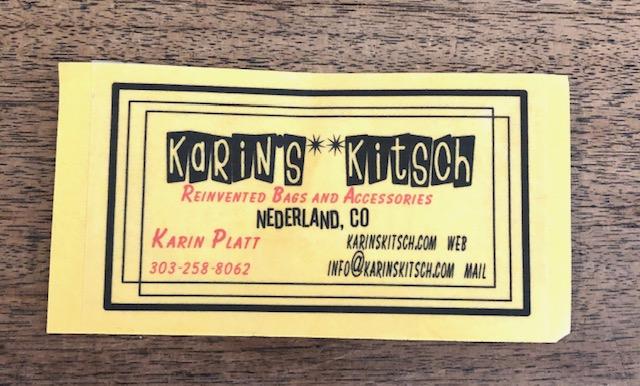 KARIN'S**KITSCH
REINVENTED BAGS AND ACCESSORIES
NEDERLAND, CO
KARIN PLATT
303-258-8062
KARINSKITSCH.COM WEB
INFO@KARINSKITSCH.COM MAIL